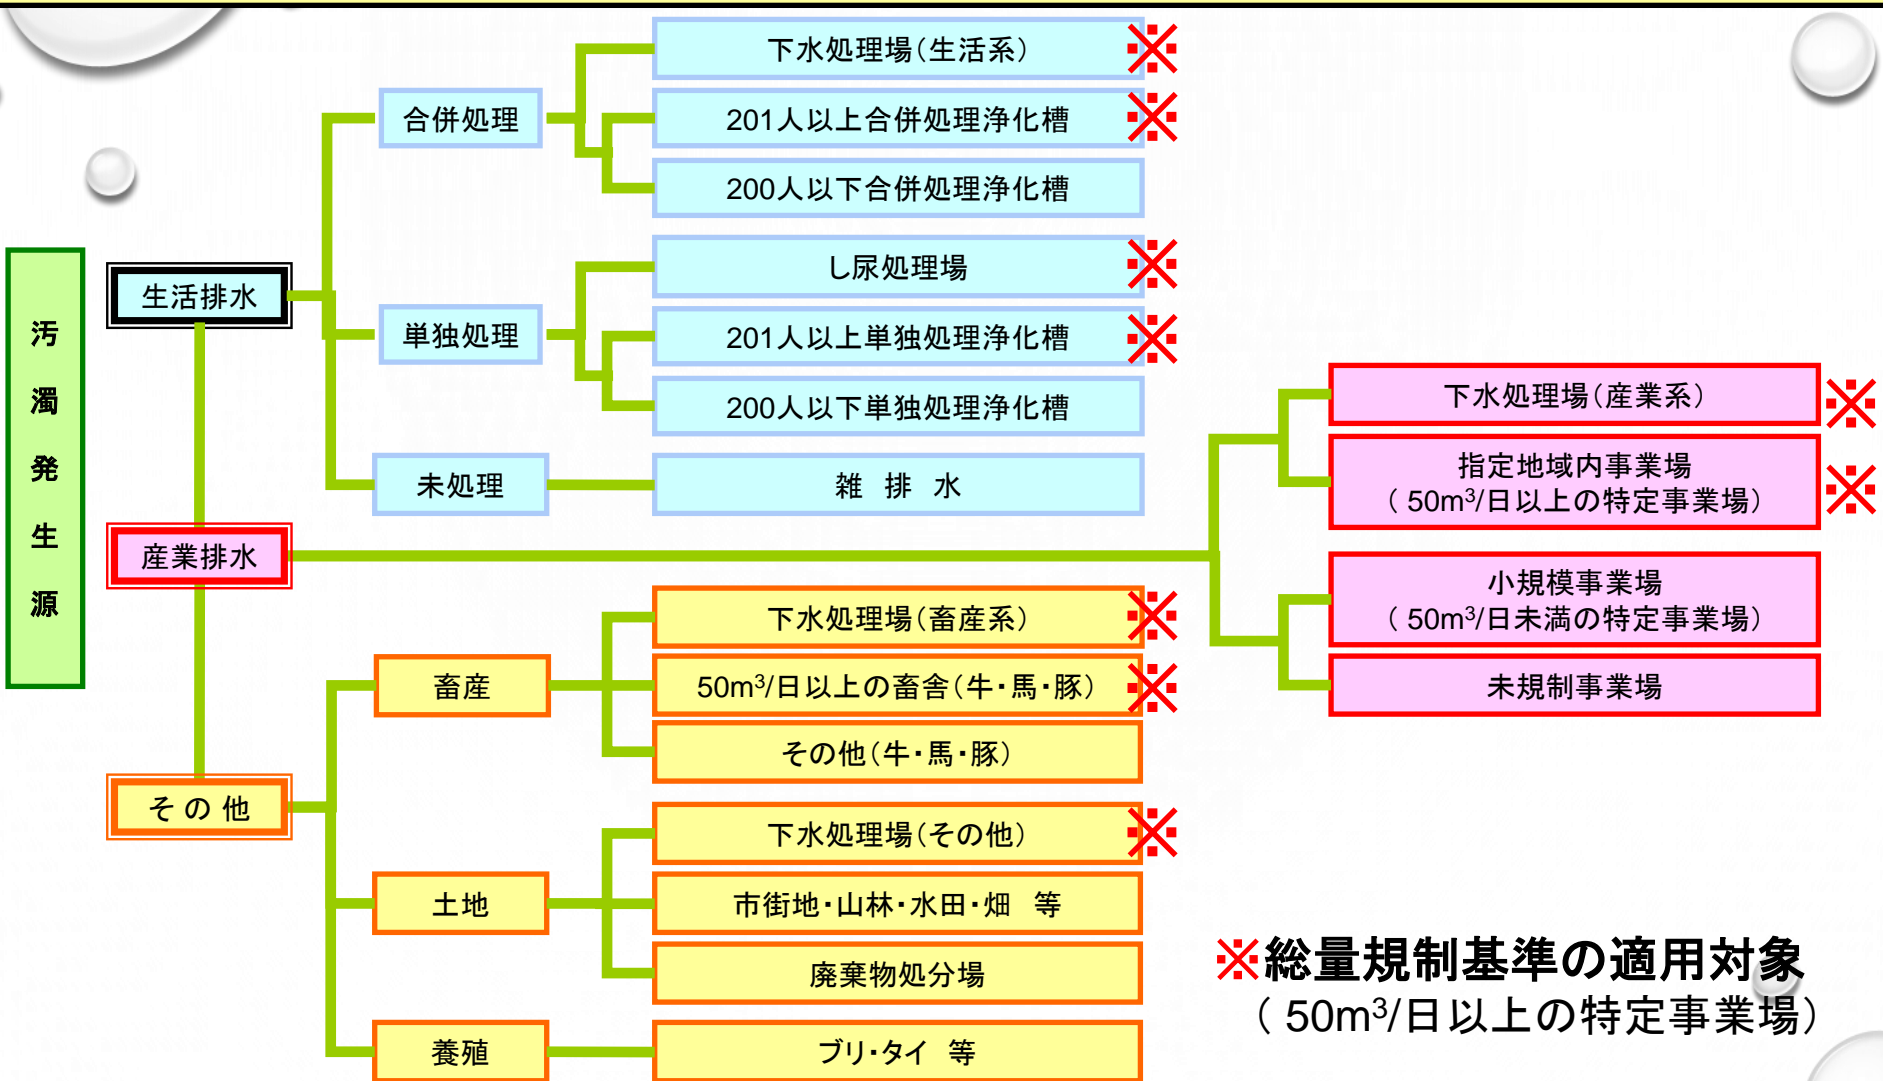 汚濁発生源
生活排水
合併処理
下水処理場（生活系）※
201人以上合併処理浄化槽※
200人以下合併処理浄化槽
単独処理
し尿処理場※
201人以上単独処理浄化槽※
200人以下単独処理浄化槽
未処理
雑 排 水
産業排水
下水処理場（産業系）※
指定地域内事業場
（ 50m³/日以上の特定事業場）※
小規模事業場
（ 50m³/日未満の特定事業場）
未規制事業場
そ の 他
畜産
下水処理場（畜産系）※
50m³/日以上の畜舎（牛・馬・豚）※
その他（牛・馬・豚）
土地
下水処理場（その他）※
市街地・山林・水田・畑　等
廃棄物処分場
養殖
ブリ・タイ　等
※総量規制基準の適用対象
（ 50m³/日以上の特定事業場）